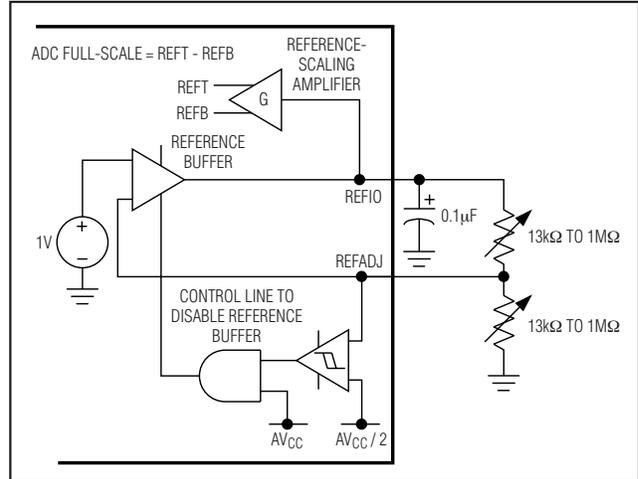 ADC FULL-SCALE = REFT - REFB
REFERENCE-
SCALING
AMPLIFIER
REFT
REFB
G
REFERENCE
BUFFER
+
1V
−
REFIO
+
0.1µF
13kΩ TO 1MΩ
REFADJ
CONTROL LINE TO
DISABLE REFERENCE
BUFFER
13kΩ TO 1MΩ
AVCC
AVCC / 2